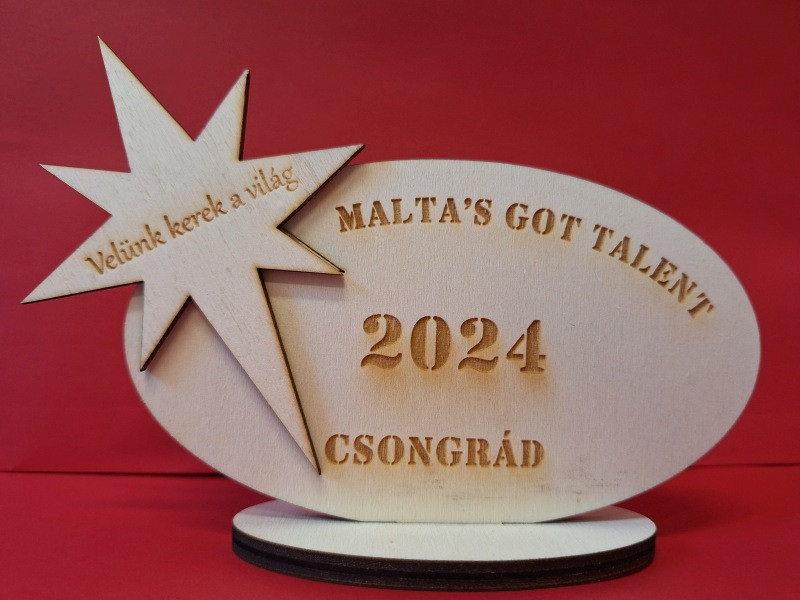 Velünk kerek a világ
MALTA'S GOT TALENT
2024
CSONGRÁD